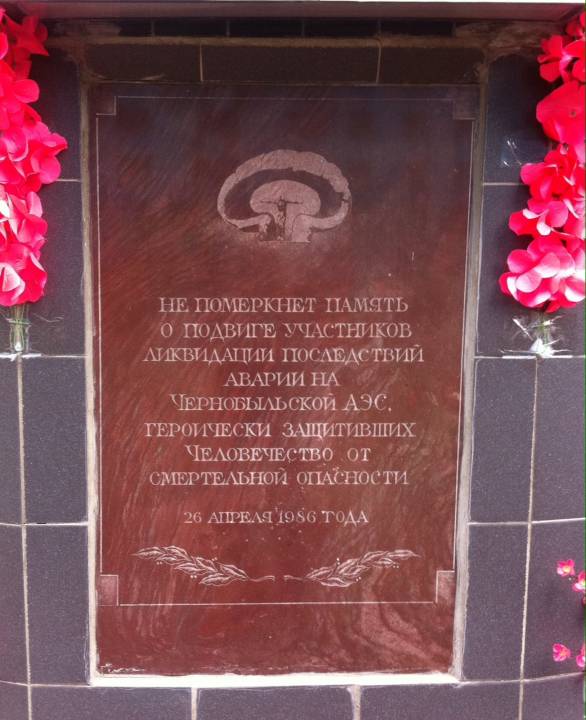 НЕ ПОМЕРКНЕТ ПАМЯТЬ
О ПОДВИГЕ УЧАСТНИКОВ
ЛИКВИДАЦИИ ПОСЛЕДСТВИЙ
АВАРИИ НА
ЧЕРНОБЫЛЬСКОЙ АЭС,
ГЕРОИЧЕСКИ ЗАЩИТИВШИХ
ЧЕЛОВЕЧЕСТВО ОТ
СМЕРТЕЛЬНОЙ ОПАСНОСТИ
26 АПРЕЛЯ 1986 ГОДА